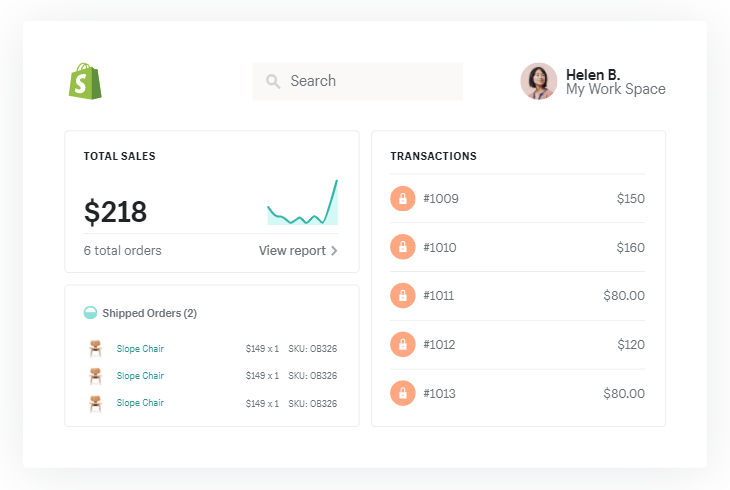 S
Search
Helen B.
My Work Space
TOTAL SALES
$218
6 total orders View report
Shipped Orders (2)
Slope Chair $149 x 1 SKU: OB326
Slope Chair $149 x 1 SKU: OB326
Slope Chair $149 x 1 SKU: OB326
TRANSACTIONS
#1009 $150
#1010 $160
#1011 $80.00
#1012 $120
#1013 $80.00